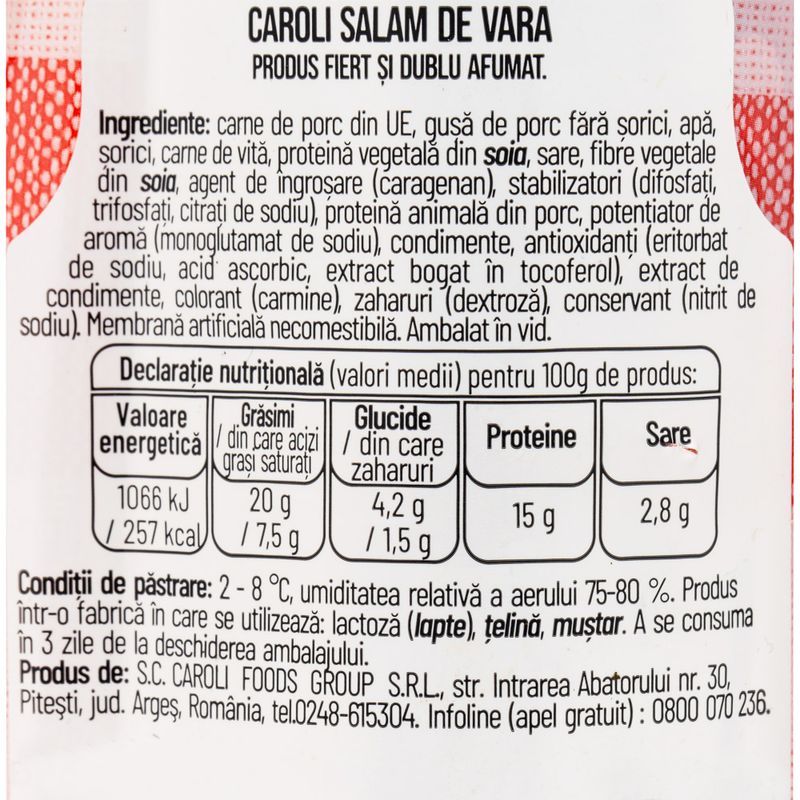 CAROLI SALAM DE VARA
PRODUS FIERT ȘI DUBLU AFUMAT.
Ingrediente: carne de porc din UE, gușă de porc fără șorici, apă,
șorici, carne de vită, proteină vegetală din soia, sare, fibre vegetale
din soia, agent de îngroșare (caragenan), stabilizatori (difosfați,
trifosfați, citrați de sodiu), proteină animală din porc, potențiator de
aromă (monoglutamat de sodiu), condimente, antioxidanți (eritorbat
de sodiu, acid ascorbic, extract bogat în tocoferol), extract de
condimente, colorant (carmine), zaharuri (dextroză), conservant (nitrit de
sodiu). Membrană artificială necomestibilă. Ambalat în vid.
Declarație nutrițională (valori medii) pentru 100g de produs:
Valoare energetică
Grăsimi / din care acizi grași saturați
Glucide / din care zaharuri
Proteine
Sare
1066 kJ / 257 kcal
20 g / 7,5 g
4,2 g / 1,5 g
15 g
2,8 g
Condiții de păstrare: 2 - 8 °C, umiditatea relativă a aerului 75-80 %. Produs
într-o fabrică în care se utilizează: lactoză (lapte), țelină, muștar. A se consuma
în 3 zile de la deschiderea ambalajului.
Produs de: S.C. CAROLI FOODS GROUP S.R.L., str. Intrarea Abatorului nr. 30,
Pitești, jud. Argeș, România, tel.0248-615304. Infoline (apel gratuit) : 0800 070 236.